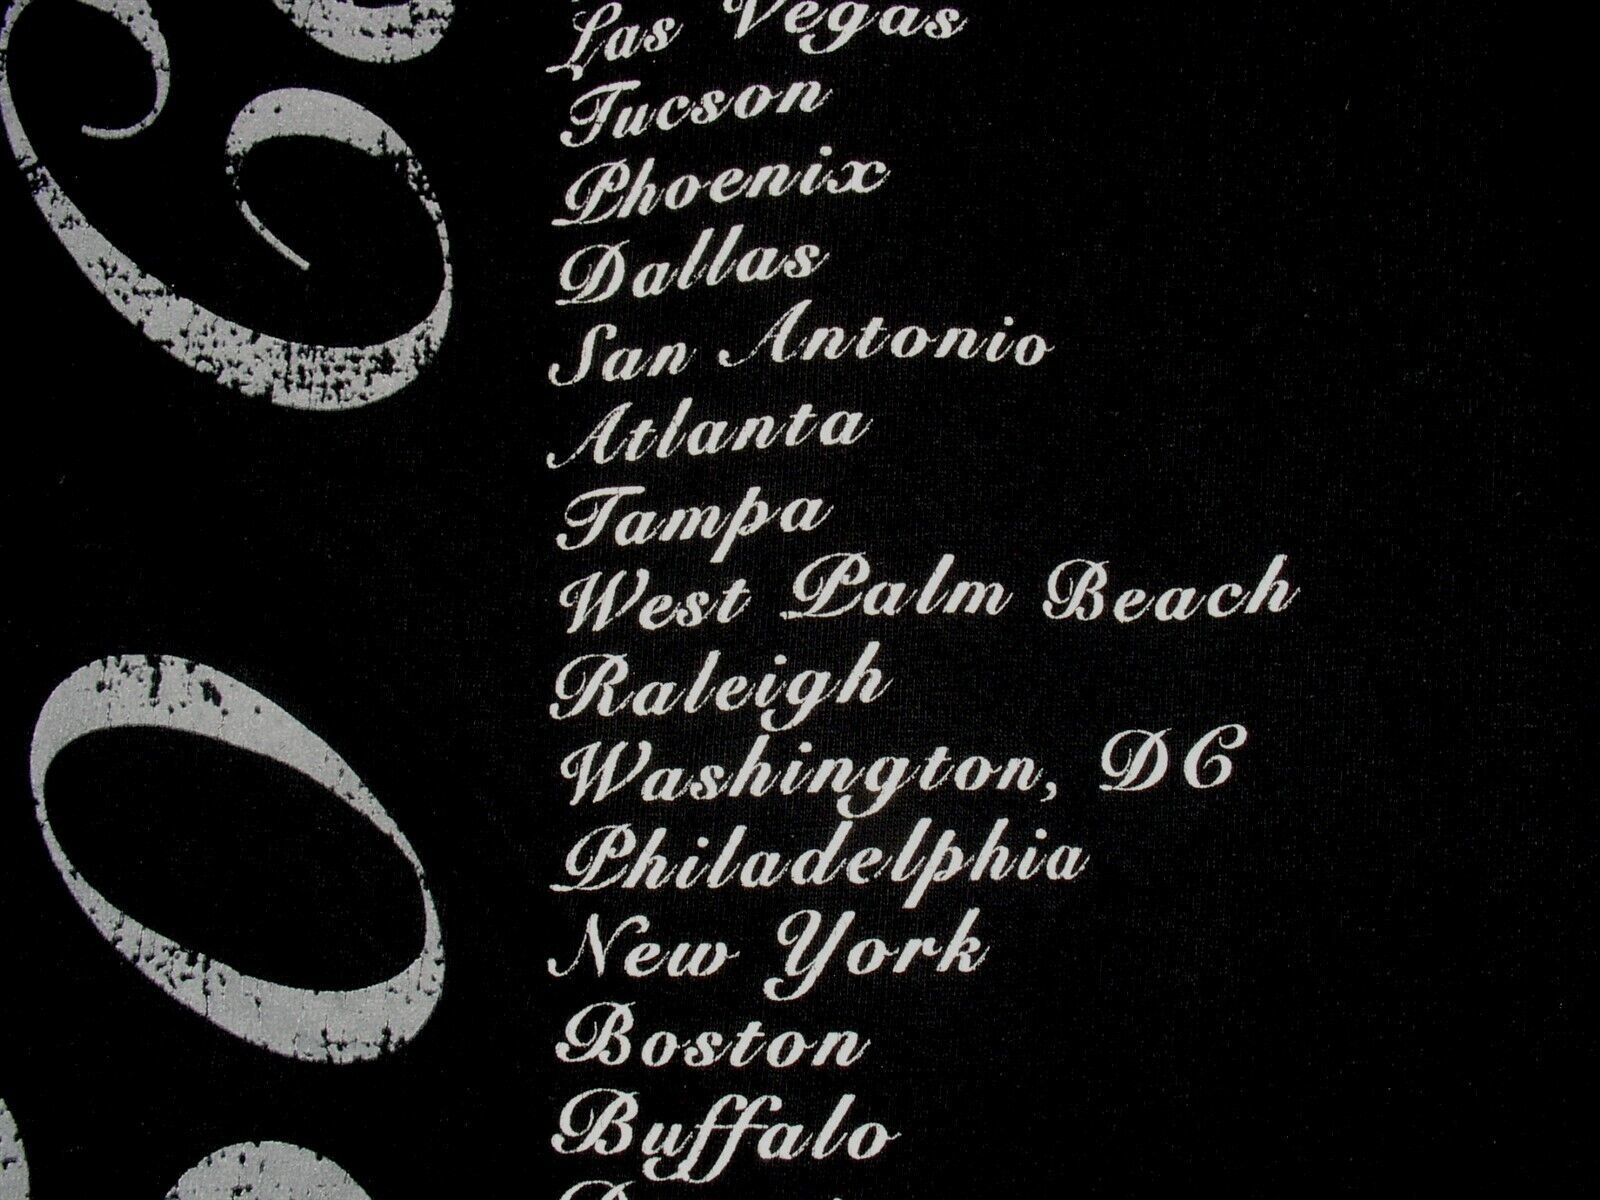 Las Vegas
Tucson
Phoenix
Dallas
San Antonio
Atlanta
Tampa
West Palm Beach
Raleigh
Washington, DC
Philadelphia
New York
Boston
Buffalo